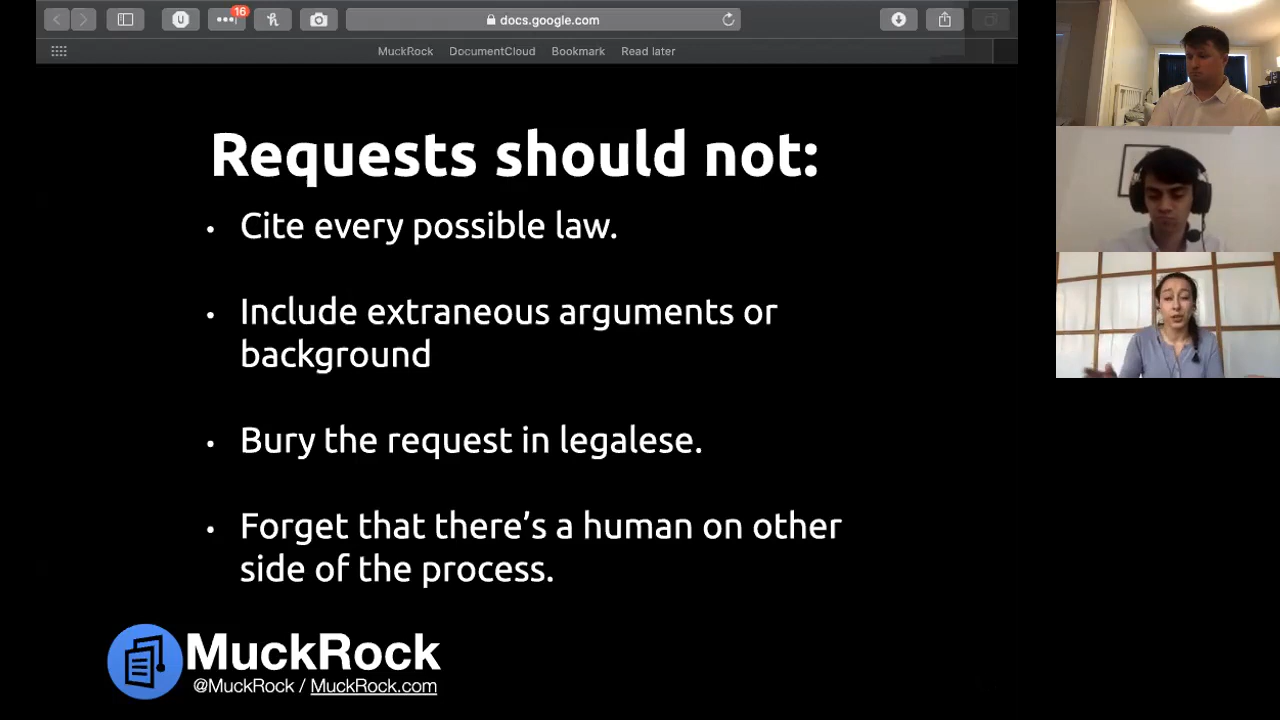 16
docs.google.com
MuckRock DocumentCloud Bookmark Read later
Requests should not:
• Cite every possible law.
• Include extraneous arguments or
background
• Bury the request in legalese.
• Forget that there’s a human on other
side of the process.
MuckRock
@MuckRock / MuckRock.com